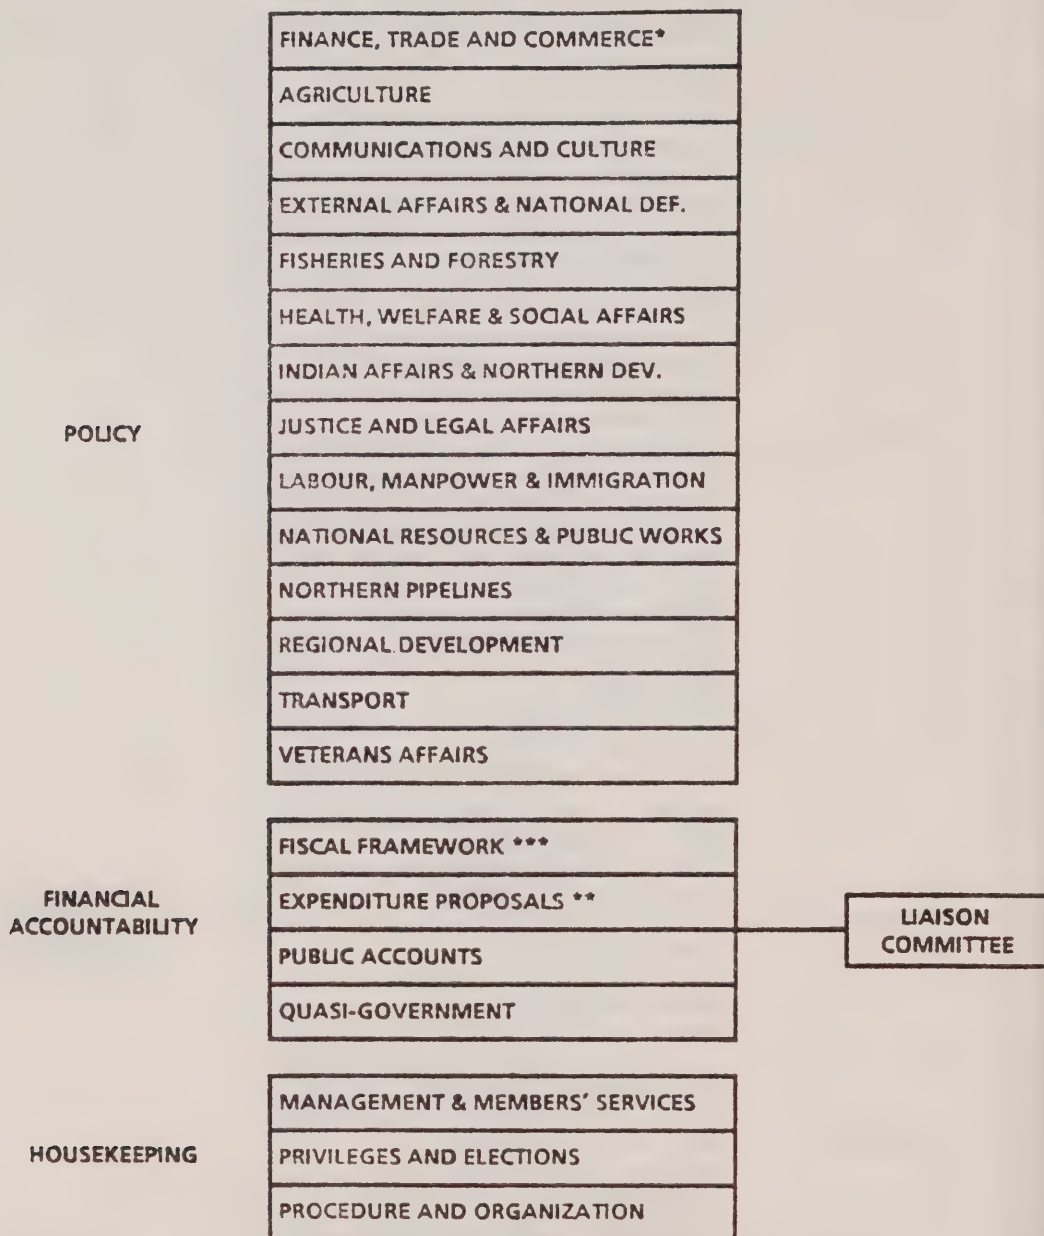 FINANCE, TRADE AND COMMERCE*
AGRICULTURE
COMMUNICATIONS AND CULTURE
EXTERNAL AFFAIRS & NATIONAL DEF.
FISHERIES AND FORESTRY
HEALTH, WELFARE & SOCIAL AFFAIRS
INDIAN AFFAIRS & NORTHERN DEV.
POLICY
JUSTICE AND LEGAL AFFAIRS
LABOUR, MANPOWER & IMMIGRATION
NATIONAL RESOURCES & PUBLIC WORKS
NORTHERN PIPELINES
REGIONAL DEVELOPMENT
TRANSPORT
VETERANS AFFAIRS
FINANCIAL
ACCOUNTABILITY
FISCAL FRAMEWORK ***
EXPENDITURE PROPOSALS **
PUBLIC ACCOUNTS
QUASI-GOVERNMENT
LIAISON
COMMITTEE
HOUSEKEEPING
MANAGEMENT & MEMBERS' SERVICES
PRIVILEGES AND ELECTIONS
PROCEDURE AND ORGANIZATION